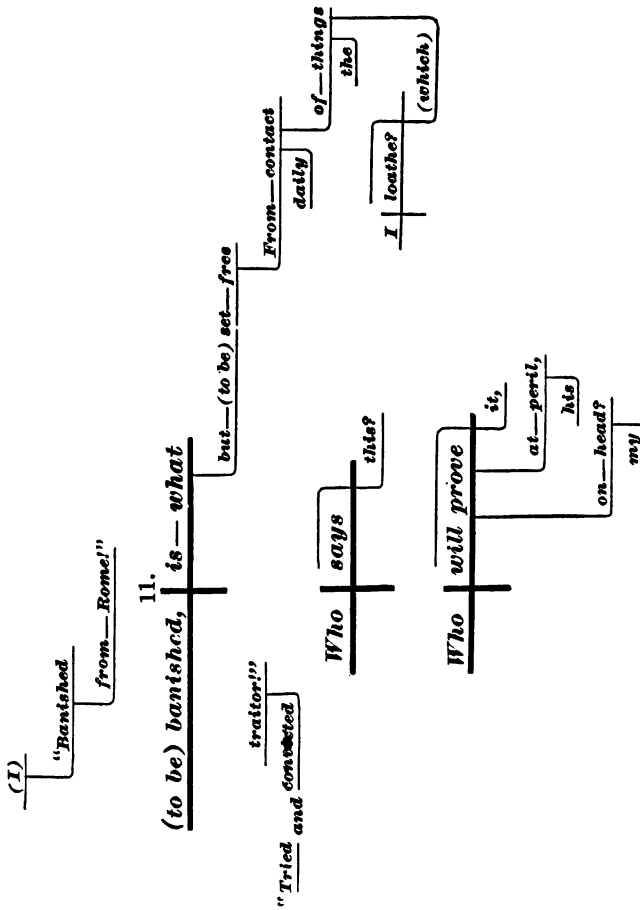 (I)
"Banished
from—Rome!"
11.
(to be) banished, is—what
but—(to be) set—free
From—contact
daily
of—things
the
(which)
I loathe?
"Tried and convicted
traitor!"
Who says
this?
Who will prove
it,
at—peril,
his
on—head?
my